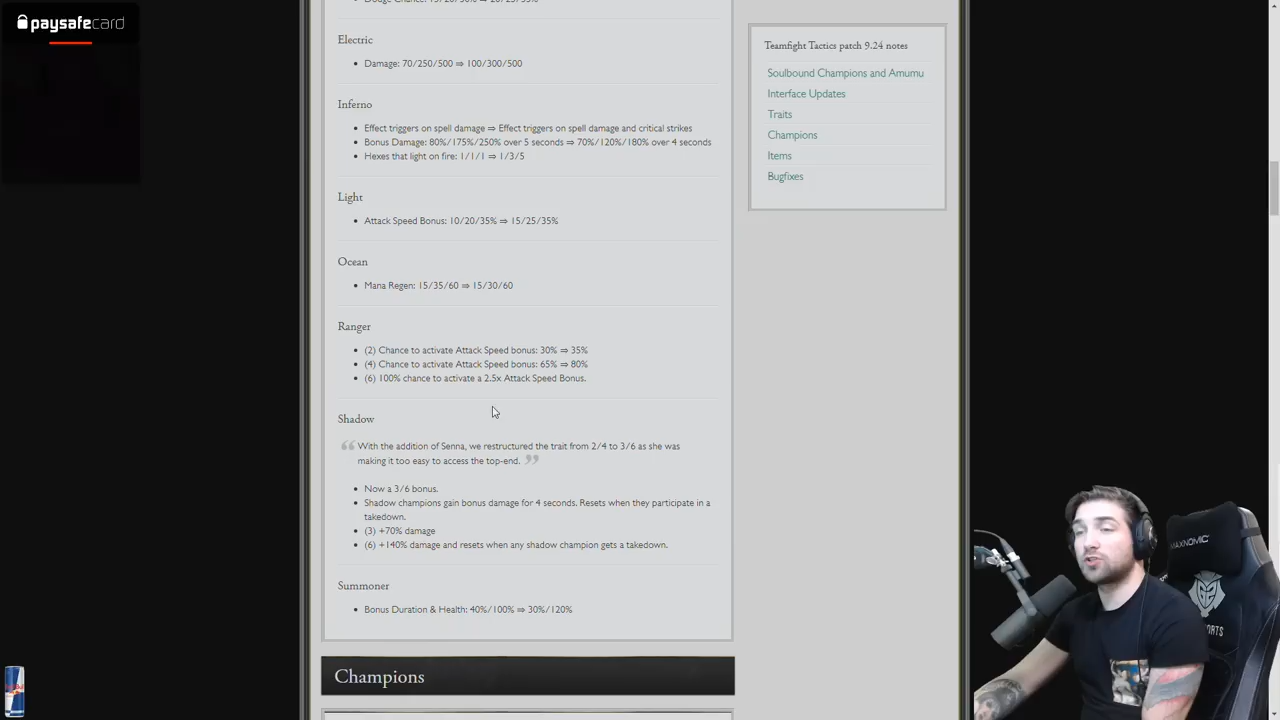 paysafecard
Dodge Chance:
Electric
• Damage: 70/250/500 ⇒ 100/300/500
Inferno
• Effect triggers on spell damage ⇒ Effect triggers on spell damage and critical strikes
• Bonus Damage: 80%/175%/250% over 5 seconds ⇒ 70%/120%/180% over 4 seconds
• Hexes that light on fire: 1/1/1 ⇒ 1/3/5
Light
• Attack Speed Bonus: 10/20/35% ⇒ 15/25/35%
Ocean
• Mana Regen: 15/35/60 ⇒ 15/30/60
Ranger
• (2) Chance to activate Attack Speed bonus: 30% ⇒ 35%
• (4) Chance to activate Attack Speed bonus: 65% ⇒ 80%
• (6) 100% chance to activate a 2.5x Attack Speed Bonus.
Shadow
“ With the addition of Senna, we restructured the trait from 2/4 to 3/6 as she was
making it too easy to access the top-end. ”
• Now a 3/6 bonus.
• Shadow champions gain bonus damage for 4 seconds. Resets when they participate in a
takedown.
• (3) +70% damage
• (6) +140% damage and resets when any shadow champion gets a takedown.
Summoner
• Bonus Duration & Health: 40%/100% ⇒ 30%/120%
Champions
Teamfight Tactics patch 9.24 notes
Soulbound Champions and Amumu
Interface Updates
Traits
Champions
Items
Bugfixes
MAXNOMIC